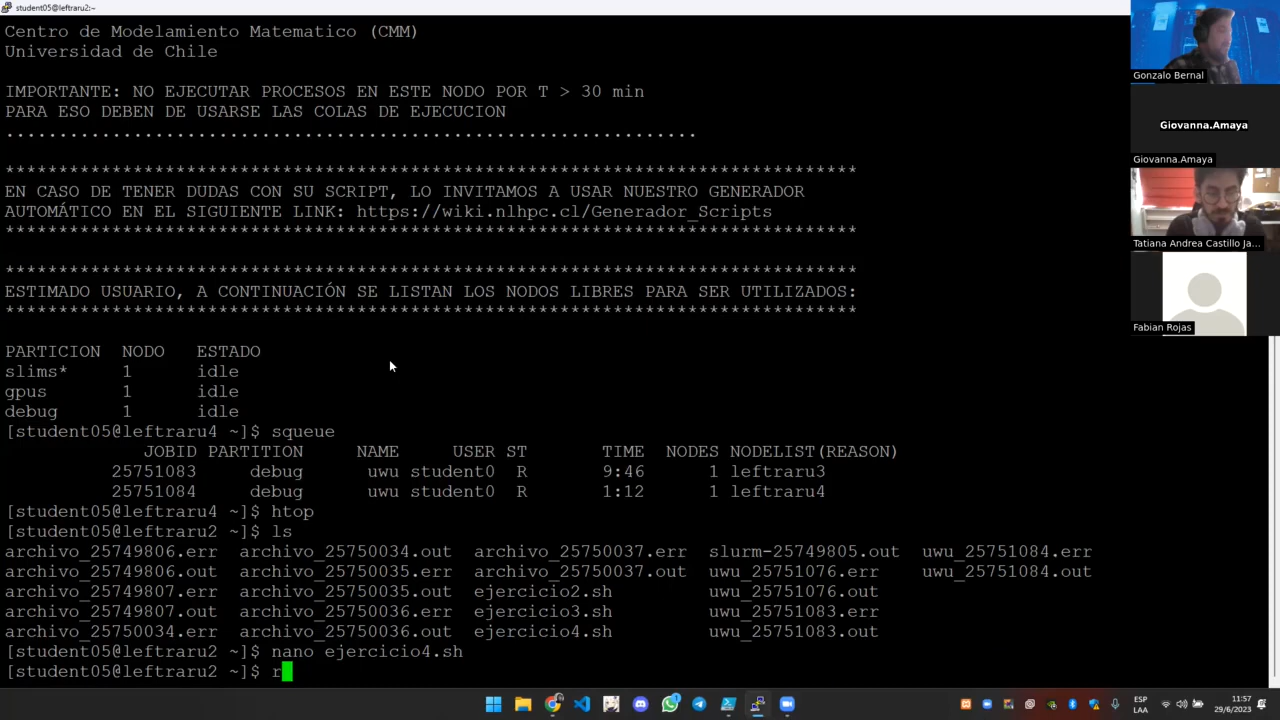 student05@leftraru2:~
Centro de Modelamiento Matematico (CMM)
Universidad de Chile
IMPORTANTE: NO EJECUTAR PROCESOS EN ESTE NODO POR T > 30 min
PARA ESO DEBEN DE USARSE LAS COLAS DE EJECUCION
..................................................................
*********************************************************************************
EN CASO DE TENER DUDAS CON SU SCRIPT, LO INVITAMOS A USAR NUESTRO GENERADOR
AUTOMÁTICO EN EL SIGUIENTE LINK: https://wiki.nlhpc.cl/Generador_Scripts
*********************************************************************************
*********************************************************************************
ESTIMADO USUARIO, A CONTINUACIÓN SE LISTAN LOS NODOS LIBRES PARA SER UTILIZADOS:
*********************************************************************************
PARTICION NODO ESTADO
slims* 1 idle
gpus 1 idle
debug 1 idle
[student05@leftraru4 ~]$ squeue
JOBID PARTITION NAME USER ST TIME NODES NODELIST(REASON)
25751083 debug uwu student0 R 9:46 1 leftraru3
25751084 debug uwu student0 R 1:12 1 leftraru4
[student05@leftraru4 ~]$ htop
[student05@leftraru2 ~]$ ls
archivo_25749806.err archivo_25750034.out archivo_25750037.err slurm-25749805.out uwu_25751084.err
archivo_25749806.out archivo_25750035.err archivo_25750037.out uwu_25751076.err uwu_25751084.out
archivo_25749807.err archivo_25750035.out ejercicio2.sh uwu_25751076.out
archivo_25749807.out archivo_25750036.err ejercicio3.sh uwu_25751083.err
archivo_25750034.err archivo_25750036.out ejercicio4.sh uwu_25751083.out
[student05@leftraru2 ~]$ nano ejercicio4.sh
[student05@leftraru2 ~]$ r
Gonzalo Bernal
Giovanna.Amaya
Giovanna.Amaya
Tatiana Andrea Castillo Ja...
Fabian Rojas
ESP
LAA
11:57
29/6/2023